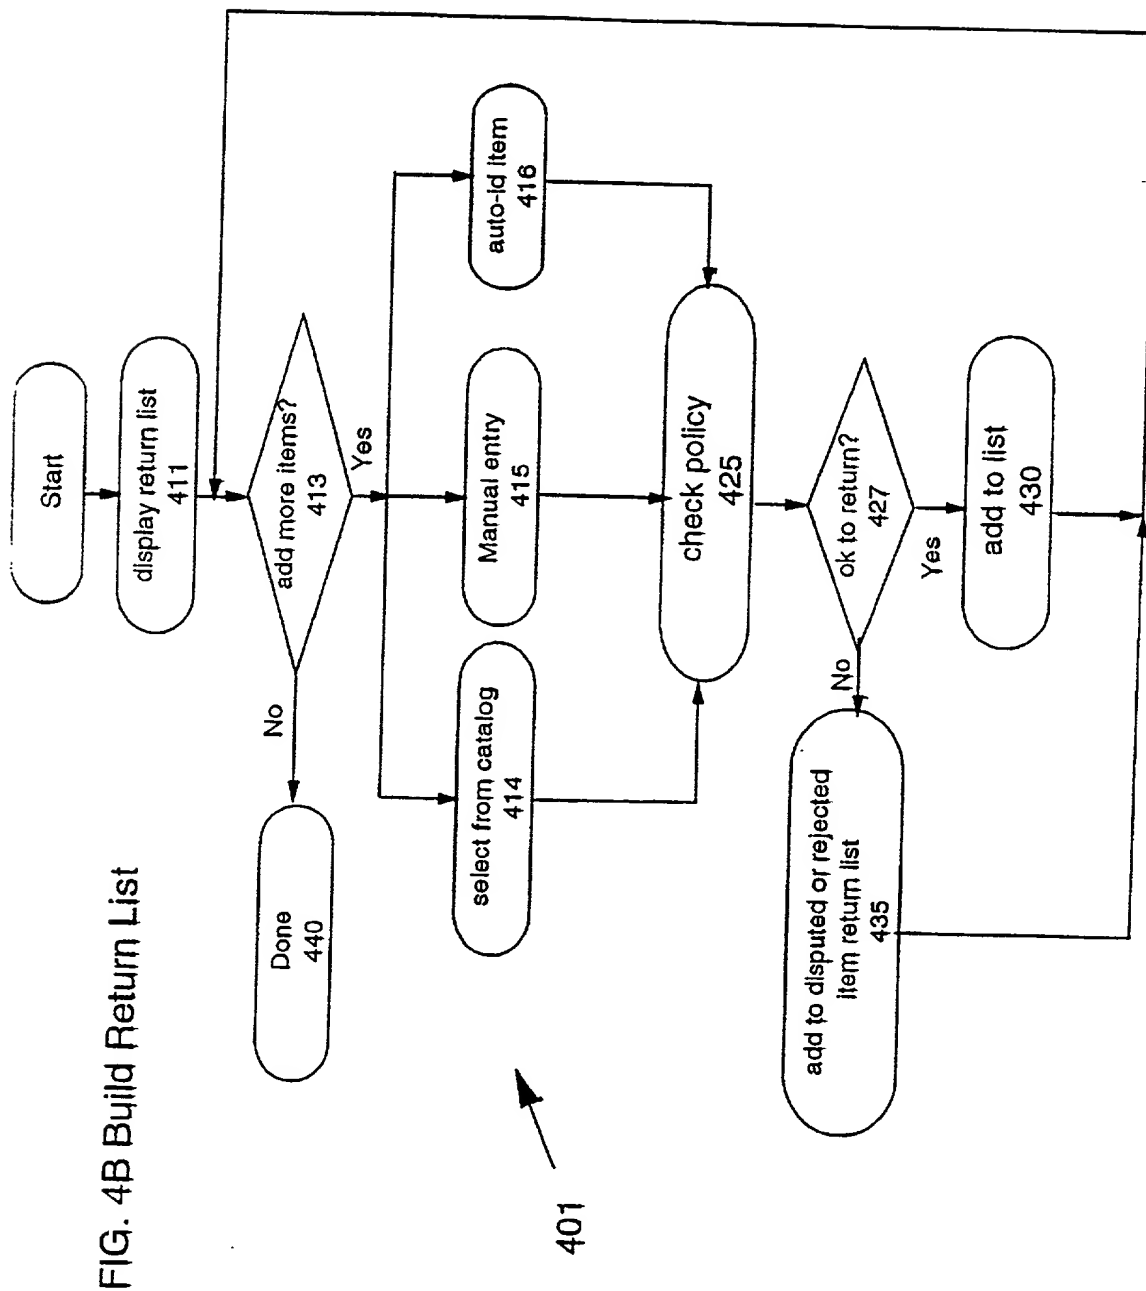 FIG. 4B Build Return List
Start
display return list
411
add more items?
413
No
Yes
Done
440
select from catalog
414
Manual entry
415
auto-id item
416
check policy
425
ok to return?
427
No
Yes
add to disputed or rejected
item return list
435
add to list
430
401